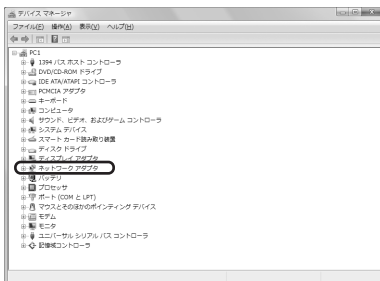 デバイス マネージャ
ファイル(F) 操作(A) 表示(V) ヘルプ(H)
PC1
1394 バス ホスト コントローラ
DVD/CD-ROM ドライブ
IDE ATA/ATAPI コントローラ
PCMCIA アダプタ
キーボード
コンピュータ
サウンド、ビデオ、およびゲーム コントローラ
システム デバイス
スマート カード読み取り装置
ディスク ドライブ
ディスプレイ アダプタ
ネットワーク アダプタ
バッテリ
プロセッサ
ポート (COM と LPT)
マウスとそのほかのポインティング デバイス
モデム
モニタ
ユニバーサル シリアル バス コントローラ
記憶域コントローラ